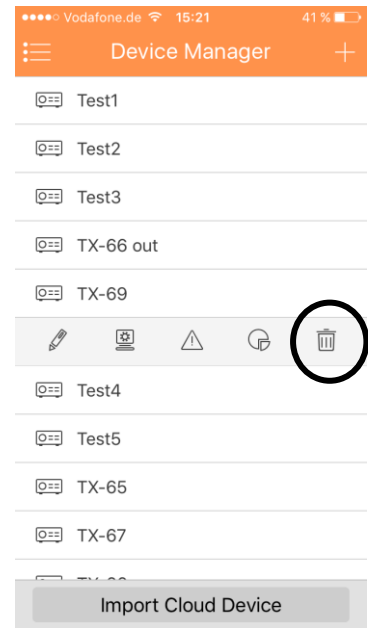 Vodafone.de 15:21 41 %
Device Manager
Test1
Test2
Test3
TX-66 out
TX-69
Test4
Test5
TX-65
TX-67
Import Cloud Device